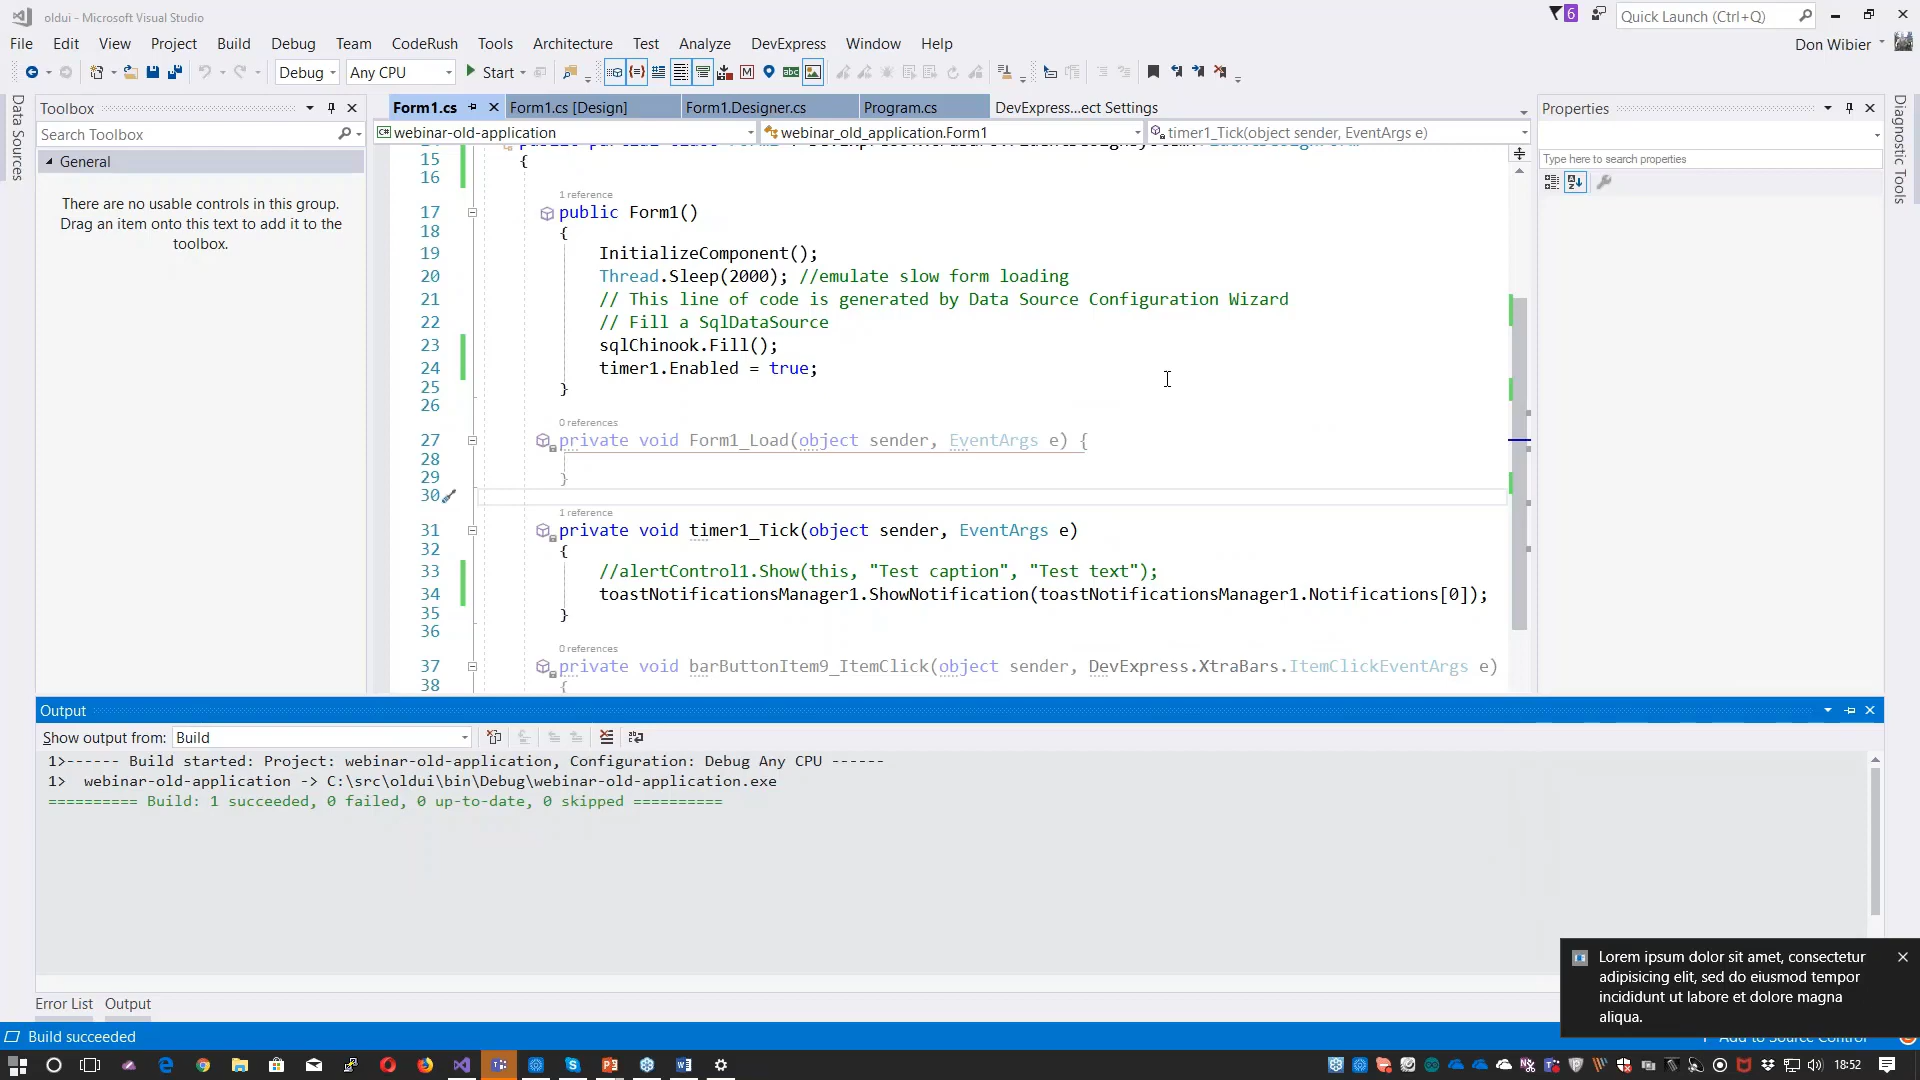 oldui - Microsoft Visual Studio
6
Quick Launch (Ctrl+Q)
File Edit View Project Build Debug Team CodeRush Tools Architecture Test Analyze DevExpress Window Help
Don Wibier
Debug Any CPU Start
Data Sources
Toolbox
Search Toolbox
General
There are no usable controls in this group.
Drag an item onto this text to add it to the
toolbox.
Form1.cs Form1.cs [Design] Form1.Designer.cs Program.cs DevExpress...ect Settings
webinar-old-application webinar_old_application.Form1 timer1_Tick(object sender, EventArgs e)
15 {
16
1 reference
17 public Form1()
18 {
19 InitializeComponent();
20 Thread.Sleep(2000); //emulate slow form loading
21 // This line of code is generated by Data Source Configuration Wizard
22 // Fill a SqlDataSource
23 sqlChinook.Fill();
24 timer1.Enabled = true;
25 }
26
0 references
27 private void Form1_Load(object sender, EventArgs e) {
28
29 }
30
1 reference
31 private void timer1_Tick(object sender, EventArgs e)
32 {
33 //alertControl1.Show(this, "Test caption", "Test text");
34 toastNotificationsManager1.ShowNotification(toastNotificationsManager1.Notifications[0]);
35 }
36
0 references
37 private void barButtonItem9_ItemClick(object sender, DevExpress.XtraBars.ItemClickEventArgs e)
38 {
Properties
Type here to search properties
Diagnostic Tools
Output
Show output from: Build
1>------ Build started: Project: webinar-old-application, Configuration: Debug Any CPU ------
1>  webinar-old-application -> C:\src\oldui\bin\Debug\webinar-old-application.exe
========== Build: 1 succeeded, 0 failed, 0 up-to-date, 0 skipped ==========
Lorem ipsum dolor sit amet, consectetur
adipisicing elit, sed do eiusmod tempor
incididunt ut labore et dolore magna
aliqua.
Error List Output
Build succeeded
Add to Source Control
18:52